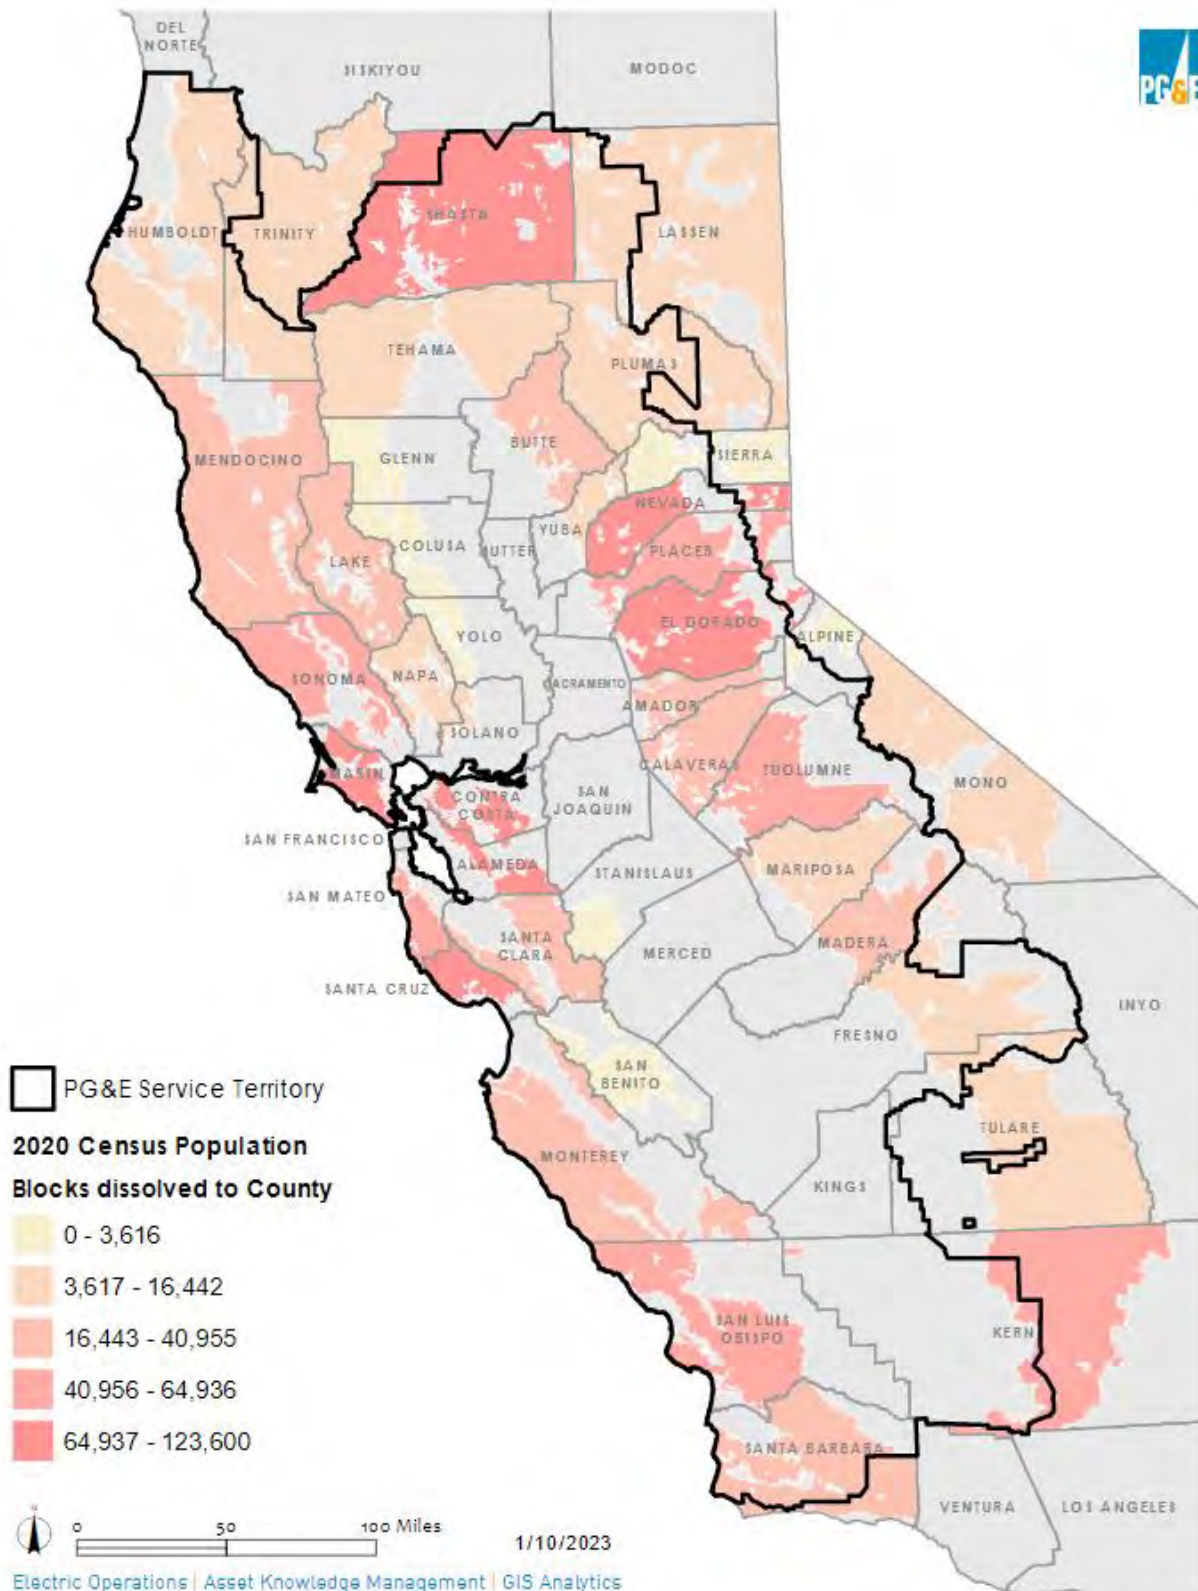 DEL
NORTE
SISKIYOU
MODOC
PG&E
HUMBOLDT
TRINITY
SHASTA
LASSEN
TEHAMA
PLUMAS
MENDOCINO
GLENN
BUTTE
SIERRA
NEVADA
LAKE
COLUSA
SUTTER
YUBA
PLACER
YOLO
EL DORADO
ALPINE
SONOMA
NAPA
SACRAMENTO
AMADOR
SOLANO
MARIN
CALAVERAS
TUOLUMNE
MONO
CONTRA
COSTA
SAN
JOAQUIN
SAN FRANCISCO
ALAMEDA
STANISLAUS
MARIPOSA
SAN MATEO
SANTA
CLARA
MERCED
MADERA
SANTA CRUZ
INYO
FRESNO
SAN
BENITO
TULARE
MONTEREY
KINGS
SAN LUIS
OBISPO
KERN
SANTA BARBARA
VENTURA
LOS ANGELES
PG&E Service Territory
2020 Census Population
Blocks dissolved to County
0 - 3,616
3,617 - 16,442
16,443 - 40,955
40,956 - 64,936
64,937 - 123,600
N
0 50 100 Miles
1/10/2023
Electric Operations | Asset Knowledge Management | GIS Analytics